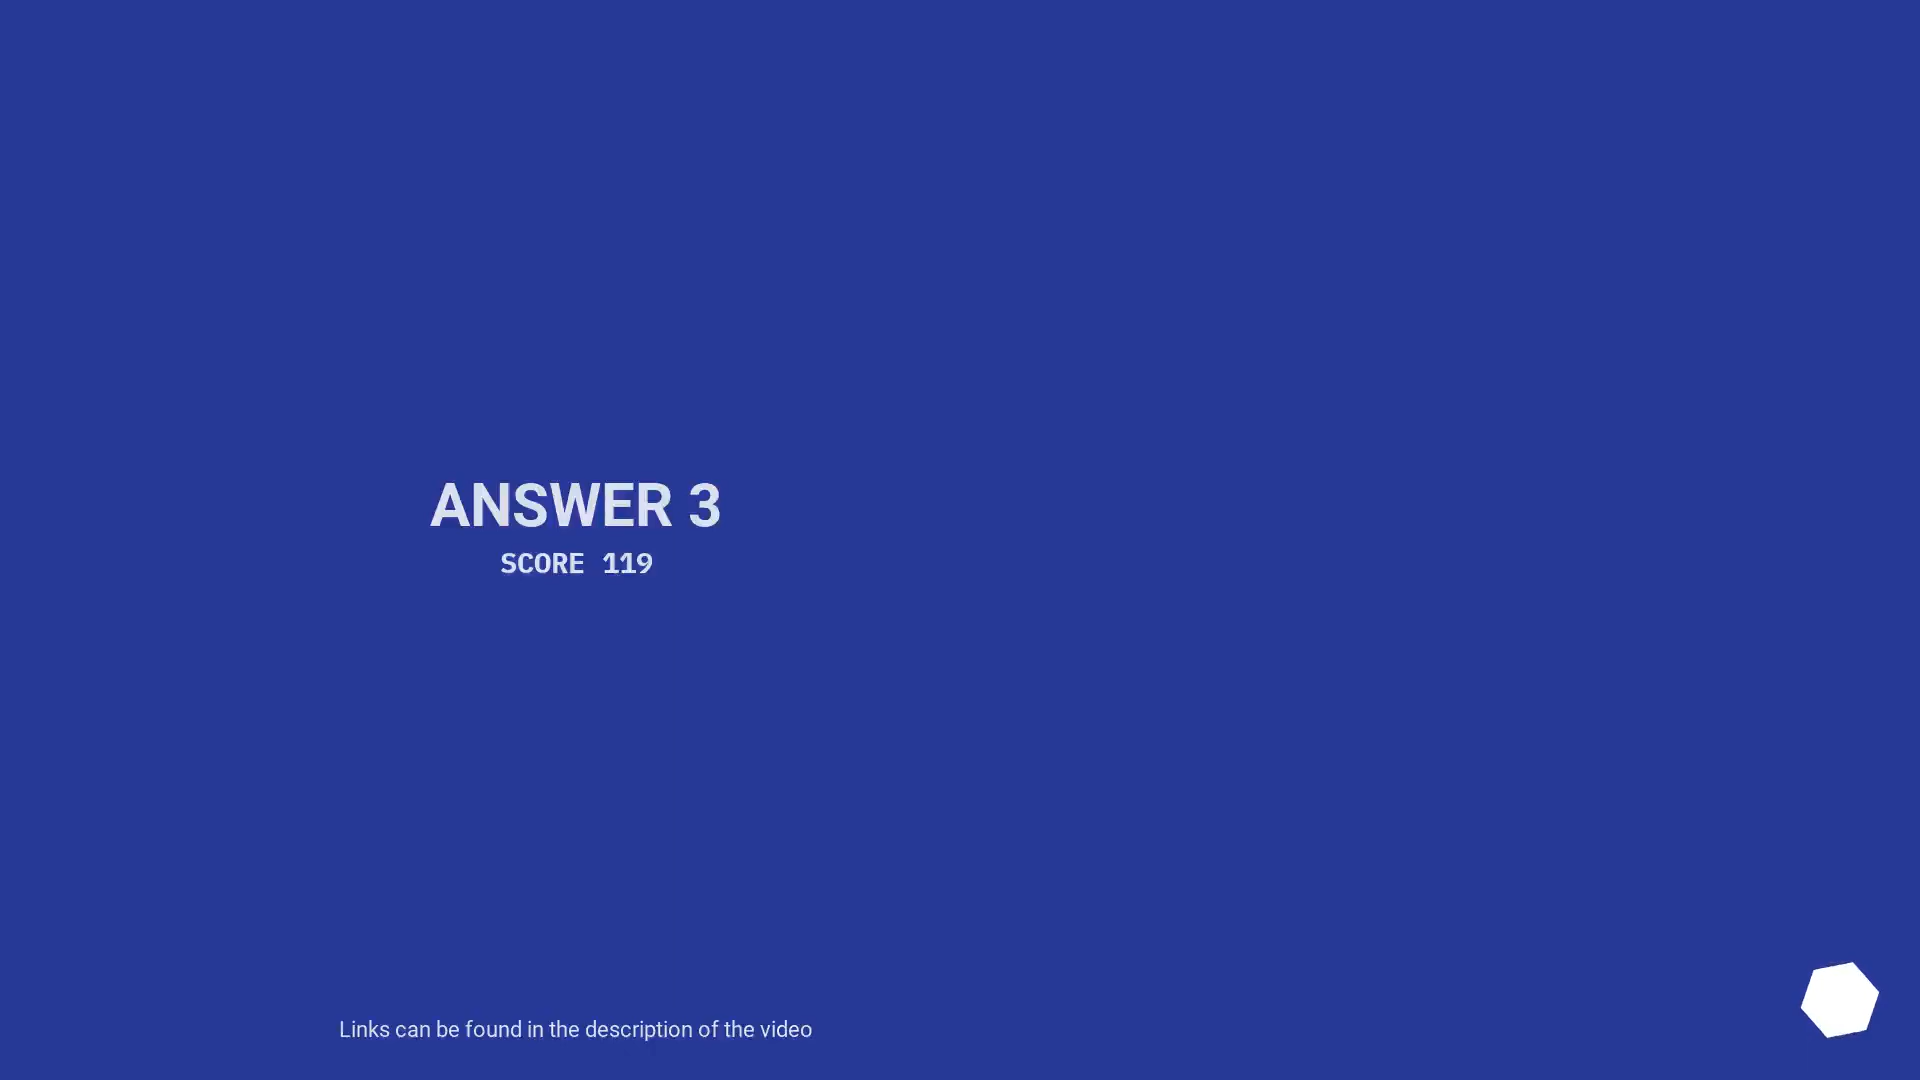 ANSWER 3
SCORE 119
Links can be found in the description of the video